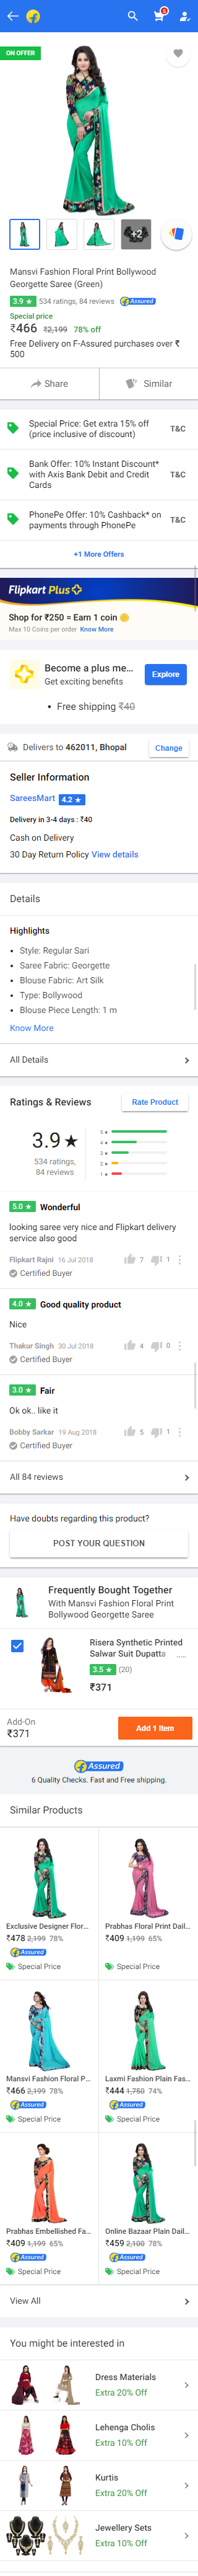 5
ON OFFER
+2
Mansvi Fashion Floral Print Bollywood
Georgette Saree (Green)
3.9 ★ 534 ratings, 84 reviews Assured
Special price
₹466 ₹2,199 78% off
Free Delivery on F-Assured purchases over ₹
500
Share
Similar
Special Price: Get extra 15% off
(price inclusive of discount)
T&C
Bank Offer: 10% Instant Discount*
with Axis Bank Debit and Credit
Cards
T&C
PhonePe Offer: 10% Cashback* on
payments through PhonePe
T&C
+1 More Offers
Flipkart Plus
Shop for ₹250 = Earn 1 coin
Max 10 Coins per order Know More
Become a plus me...
Get exciting benefits
Explore
• Free shipping ₹40
Delivers to 462011, Bhopal
Change
Seller Information
SareesMart 4.2 ★
Delivery in 3-4 days : ₹40
Cash on Delivery
30 Day Return Policy View details
Details
Highlights
• Style: Regular Sari
• Saree Fabric: Georgette
• Blouse Fabric: Art Silk
• Type: Bollywood
• Blouse Piece Length: 1 m
Know More
All Details
Ratings & Reviews
Rate Product
3.9 ★
534 ratings,
84 reviews
5 ★
4 ★
3 ★
2 ★
1 ★
5.0 ★ Wonderful
looking saree very nice and Flipkart delivery
service also good
Flipkart Rajni 16 Jul 2018 7 1
Certified Buyer
4.0 ★ Good quality product
Nice
Thakur Singh 30 Jul 2018 4 0
Certified Buyer
3.0 ★ Fair
Ok ok.. like it
Bobby Sarkar 19 Aug 2018 5 1
Certified Buyer
All 84 reviews
Have doubts regarding this product?
POST YOUR QUESTION
Frequently Bought Together
With Mansvi Fashion Floral Print
Bollywood Georgette Saree
Risera Synthetic Printed
Salwar Suit Dupatta .....
3.5 ★ (20)
₹371
Add-On
₹371
Add 1 Item
Assured
6 Quality Checks. Fast and Free shipping.
Similar Products
Exclusive Designer Flor...
₹478 2,199 78%
Assured
Special Price
Prabhas Floral Print Dail...
₹409 1,199 65%
Special Price
Mansvi Fashion Floral P...
₹466 2,199 78%
Assured
Special Price
Laxmi Fashion Plain Fas...
₹444 1,750 74%
Assured
Special Price
Prabhas Embellished Fa...
₹409 1,199 65%
Assured
Special Price
Online Bazaar Plain Dail...
₹459 2,100 78%
Assured
Special Price
View All
You might be interested in
Dress Materials
Extra 20% Off
Lehenga Cholis
Extra 10% Off
Kurtis
Extra 20% Off
Jewellery Sets
Extra 10% Off